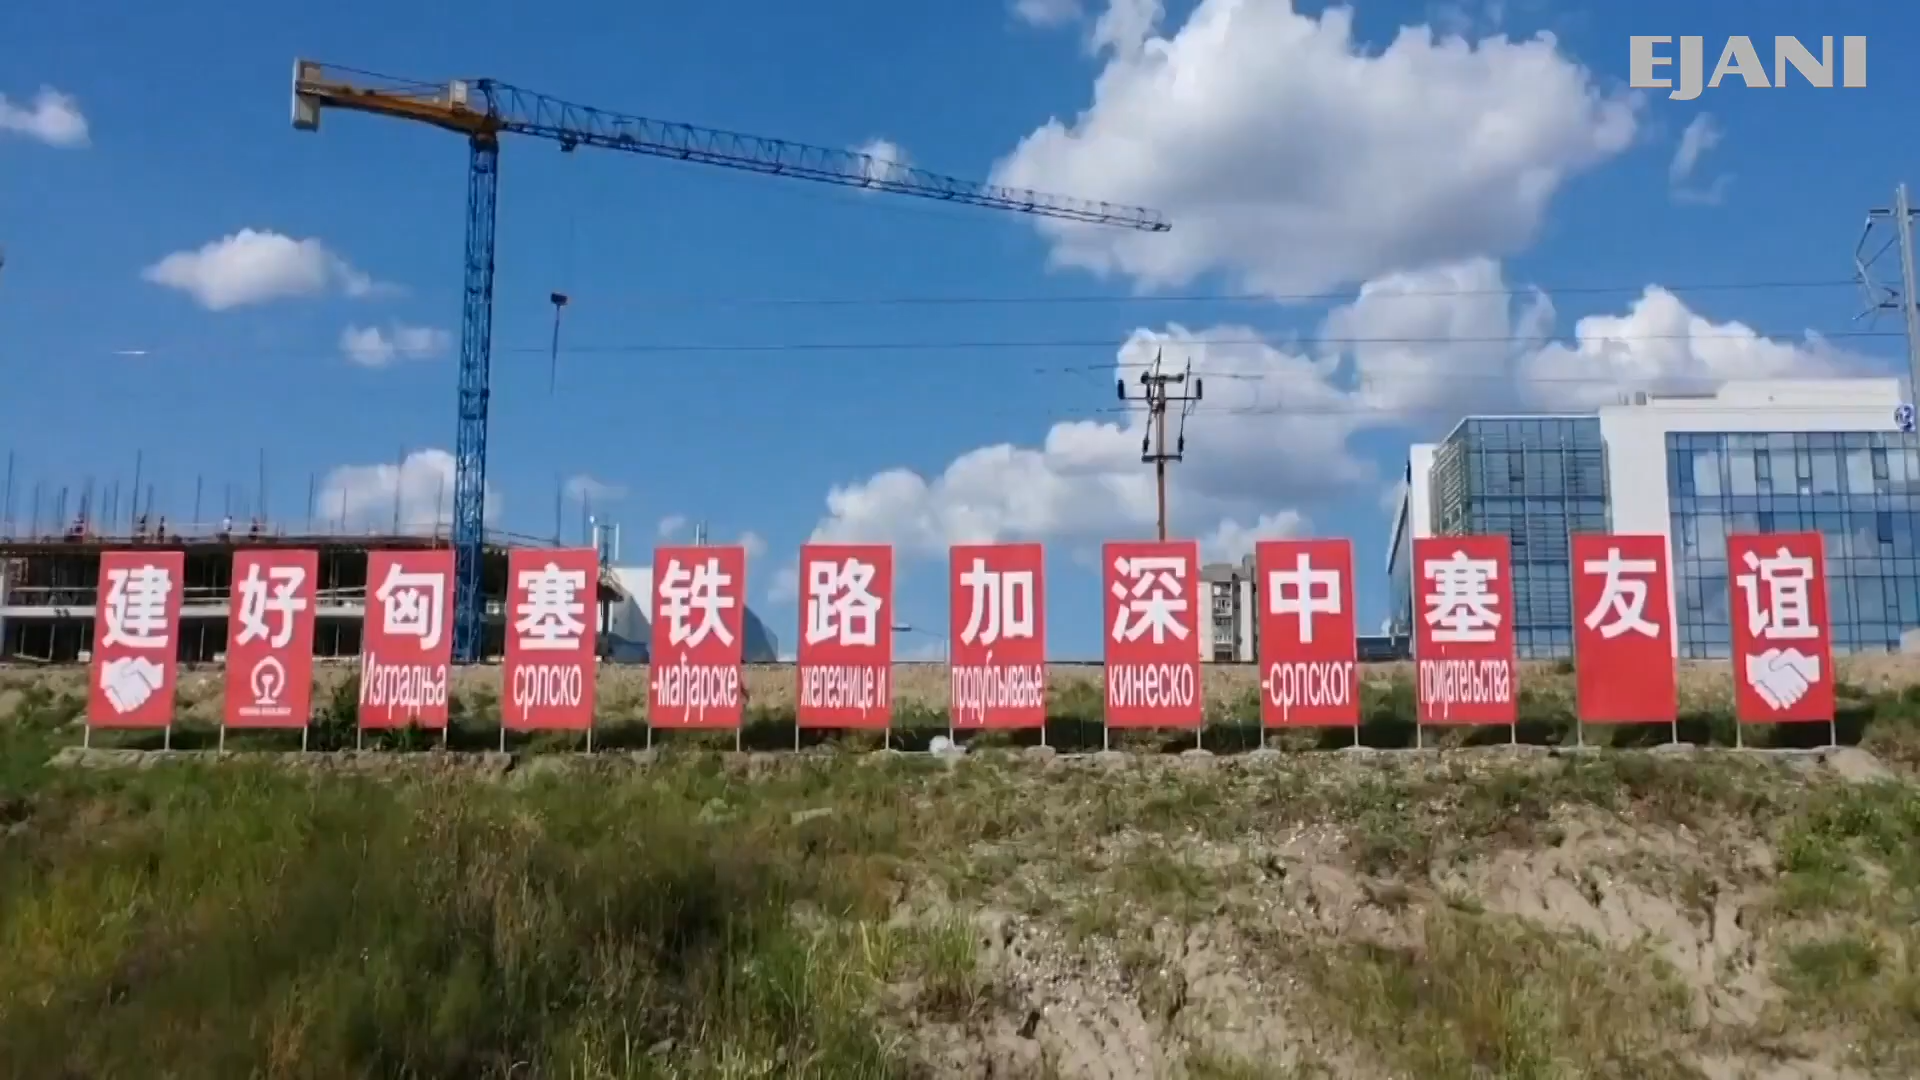 EJANI
建好匈塞铁路加深中塞友谊
Изградња српско -мађарске железнице и продубљивање кинеско -српског пријатељства